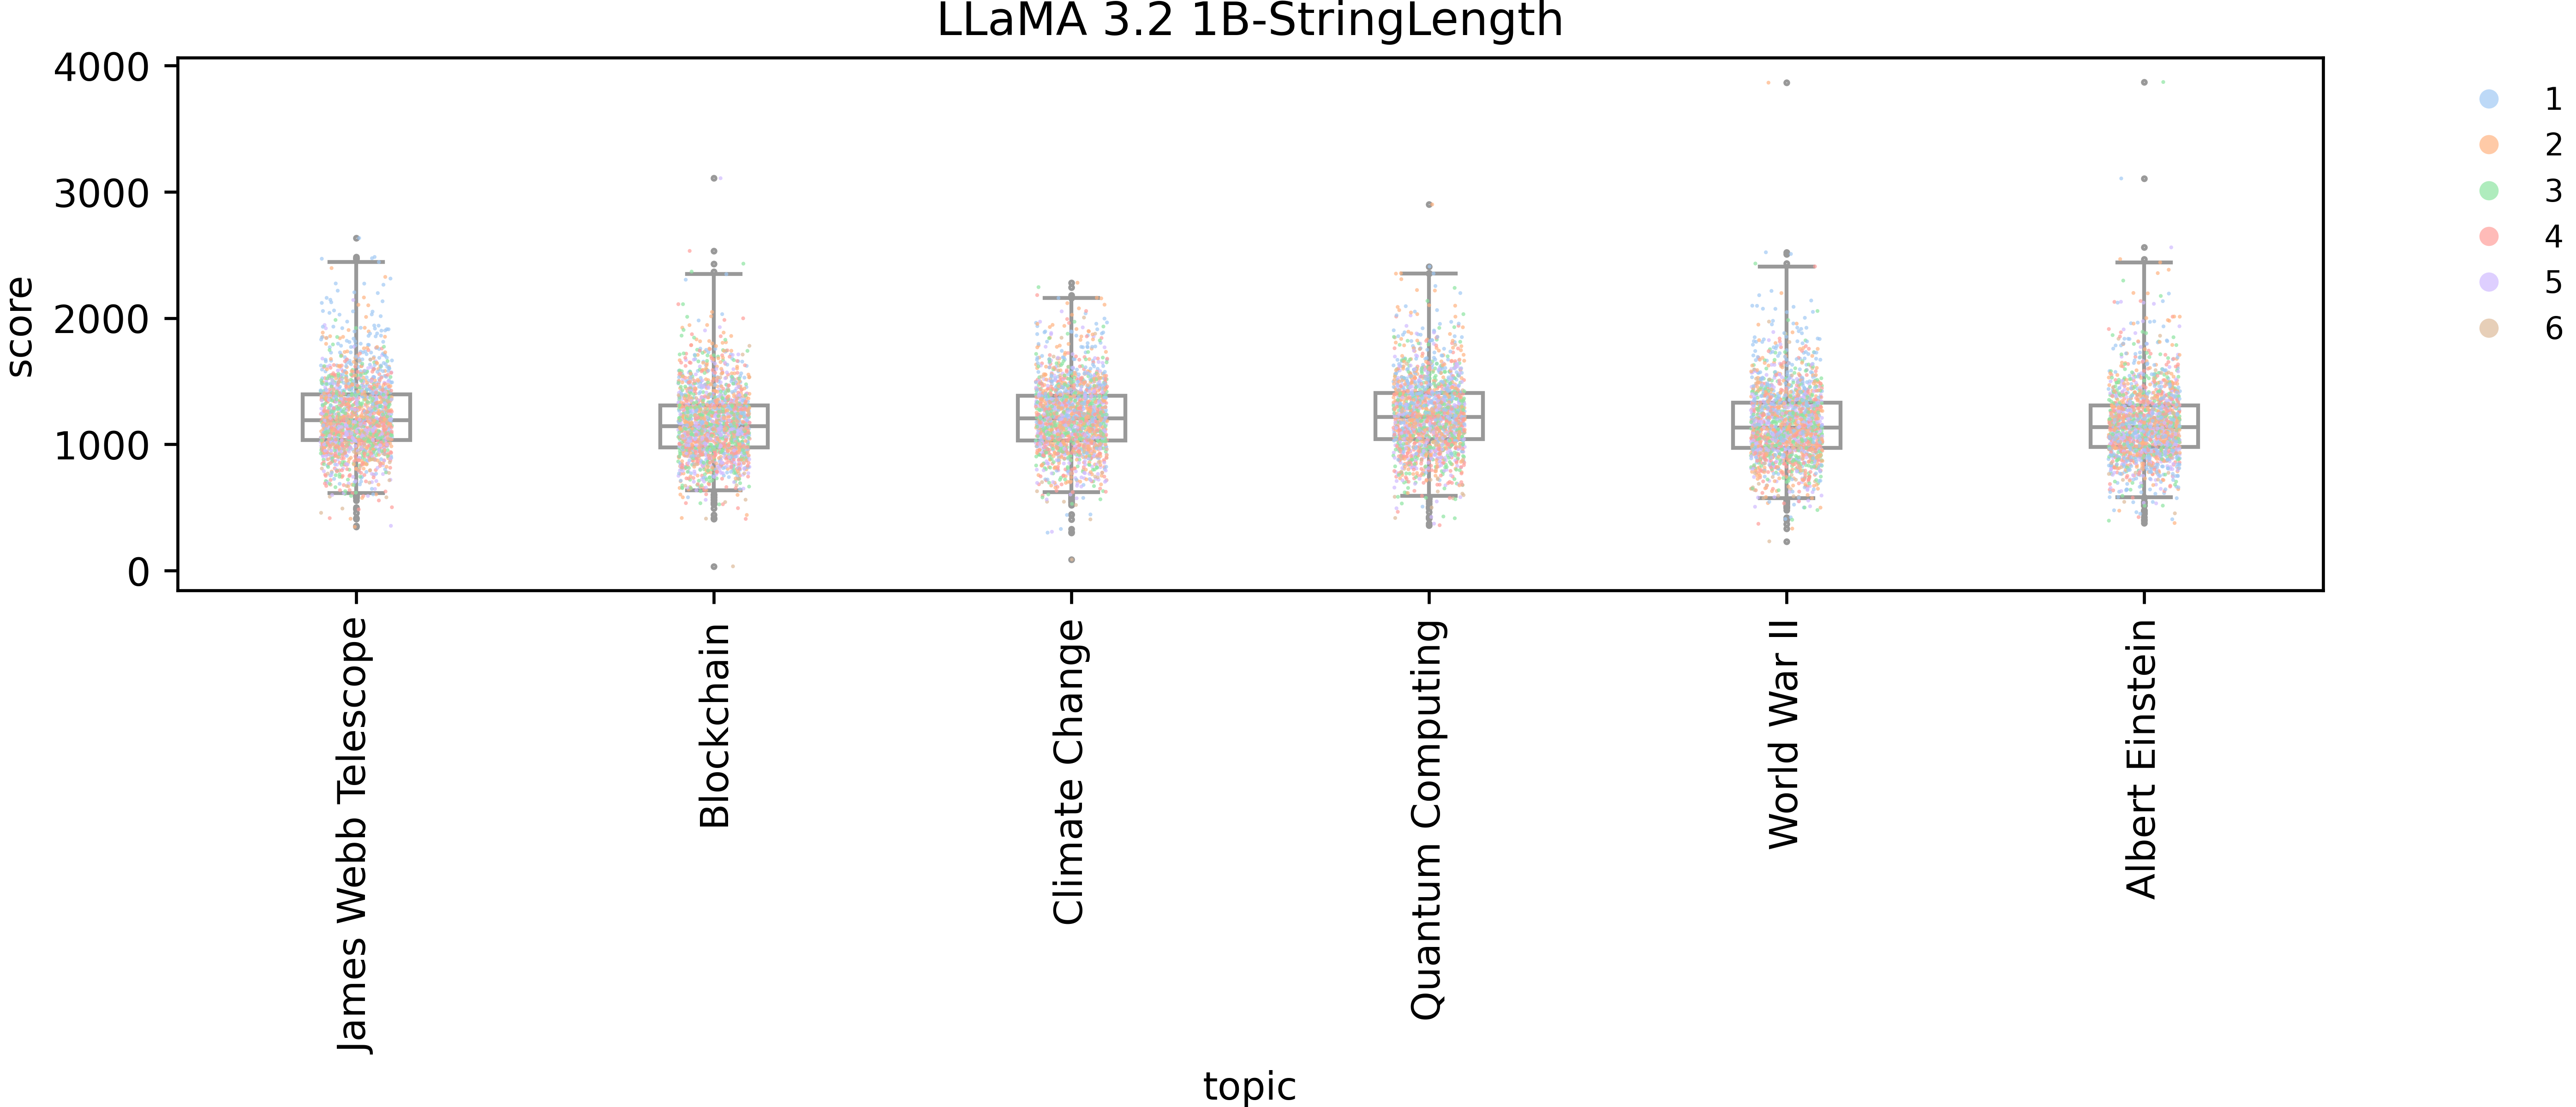 LLaMA 3.2 1B-StringLength
score
4000
3000
2000
1000
0
James Webb Telescope
Blockchain
Climate Change
Quantum Computing
World War II
Albert Einstein
topic
1
2
3
4
5
6